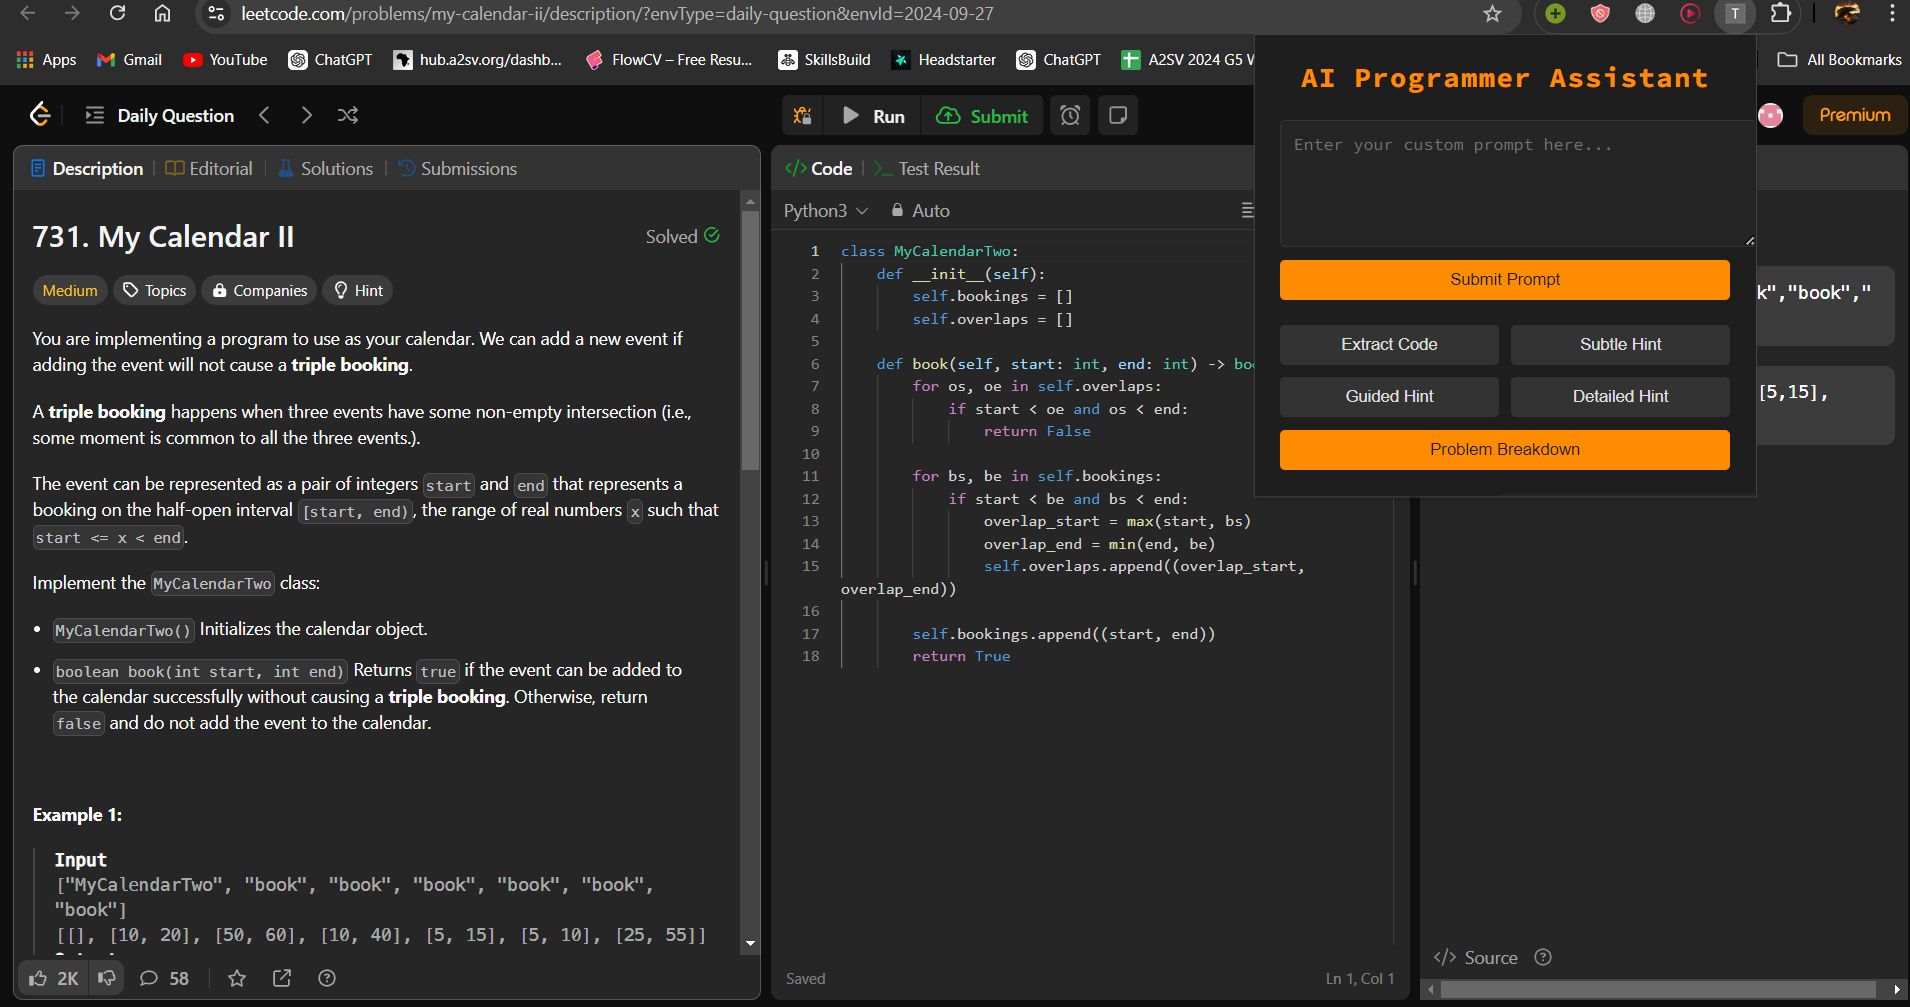 leetcode.com/problems/my-calendar-ii/description/?envType=daily-question&envId=2024-09-27
Apps
Gmail
YouTube
ChatGPT
hub.a2sv.org/dashb...
FlowCV – Free Resu...
SkillsBuild
Headstarter
ChatGPT
A2SV 2024 G5 W
All Bookmarks
T
Daily Question
Run
Submit
Premium
Description
Editorial
Solutions
Submissions
731. My Calendar II
Solved
Medium
Topics
Companies
Hint
You are implementing a program to use as your calendar. We can add a new event if
adding the event will not cause a triple booking.
A triple booking happens when three events have some non-empty intersection (i.e.,
some moment is common to all the three events.).
The event can be represented as a pair of integers start and end that represents a
booking on the half-open interval [start, end), the range of real numbers x such that
start <= x < end.
Implement the MyCalendarTwo class:
• MyCalendarTwo() Initializes the calendar object.
• boolean book(int start, int end) Returns true if the event can be added to
the calendar successfully without causing a triple booking. Otherwise, return
false and do not add the event to the calendar.
Example 1:
Input
["MyCalendarTwo", "book", "book", "book", "book", "book",
"book"]
[[], [10, 20], [50, 60], [10, 40], [5, 15], [5, 10], [25, 55]]
2K
58
</> Code
Test Result
Python3
Auto
1 class MyCalendarTwo:
2 def __init__(self):
3 self.bookings = []
4 self.overlaps = []
5
6 def book(self, start: int, end: int) -> boo
7 for os, oe in self.overlaps:
8 if start < oe and os < end:
9 return False
10
11 for bs, be in self.bookings:
12 if start < be and bs < end:
13 overlap_start = max(start, bs)
14 overlap_end = min(end, be)
15 self.overlaps.append((overlap_start,
overlap_end))
16
17 self.bookings.append((start, end))
18 return True
Saved
Ln 1, Col 1
AI Programmer Assistant
Enter your custom prompt here...
Submit Prompt
Extract Code
Subtle Hint
Guided Hint
Detailed Hint
Problem Breakdown
k","book","
[5,15],
</> Source